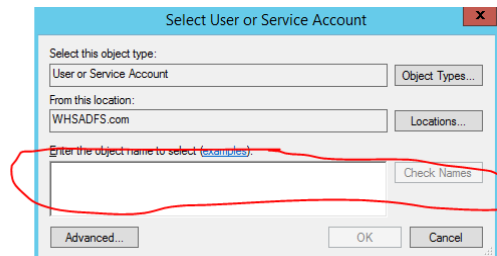 Select User or Service Account
x
Select this object type:
User or Service Account
Object Types...
From this location:
WHSADFS.com
Locations...
Enter the object name to select (examples):
Check Names
Advanced...
OK
Cancel